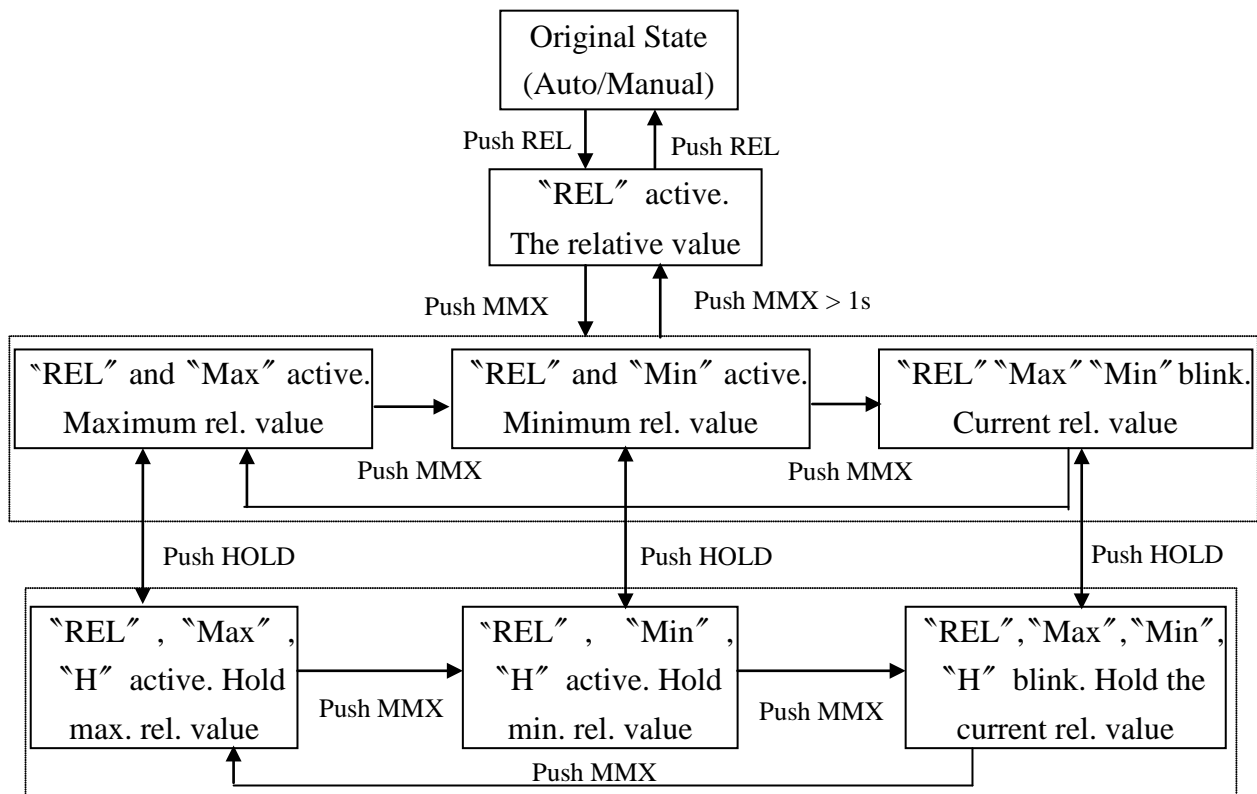 Original State
(Auto/Manual)
Push REL
Push REL
〝REL〞 active.
The relative value
Push MMX
Push MMX > 1s
〝REL〞 and 〝Max〞 active.
Maximum rel. value
〝REL〞 and 〝Min〞 active.
Minimum rel. value
〝REL〞〝Max〞〝Min〞 blink.
Current rel. value
Push MMX
Push MMX
Push HOLD
Push HOLD
Push HOLD
〝REL〞 , 〝Max〞 ,
〝H〞 active. Hold
max. rel. value
〝REL〞 , 〝Min〞 ,
〝H〞 active. Hold
min. rel. value
〝REL〞,〝Max〞,〝Min〞,
〝H〞 blink. Hold the
current rel. value
Push MMX
Push MMX
Push MMX